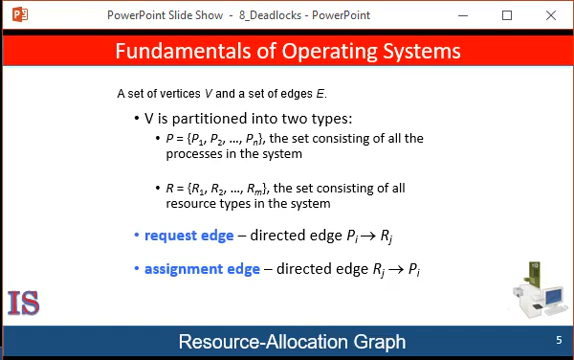 PowerPoint Slide Show - 8_Deadlocks - PowerPoint
Fundamentals of Operating Systems
A set of vertices V and a set of edges E.
• V is partitioned into two types:
• P = {P1, P2, …, Pn}, the set consisting of all the
processes in the system
• R = {R1, R2, …, Rm}, the set consisting of all
resource types in the system
• request edge – directed edge Pi → Rj
• assignment edge – directed edge Rj → Pi
IS
Resource-Allocation Graph
5